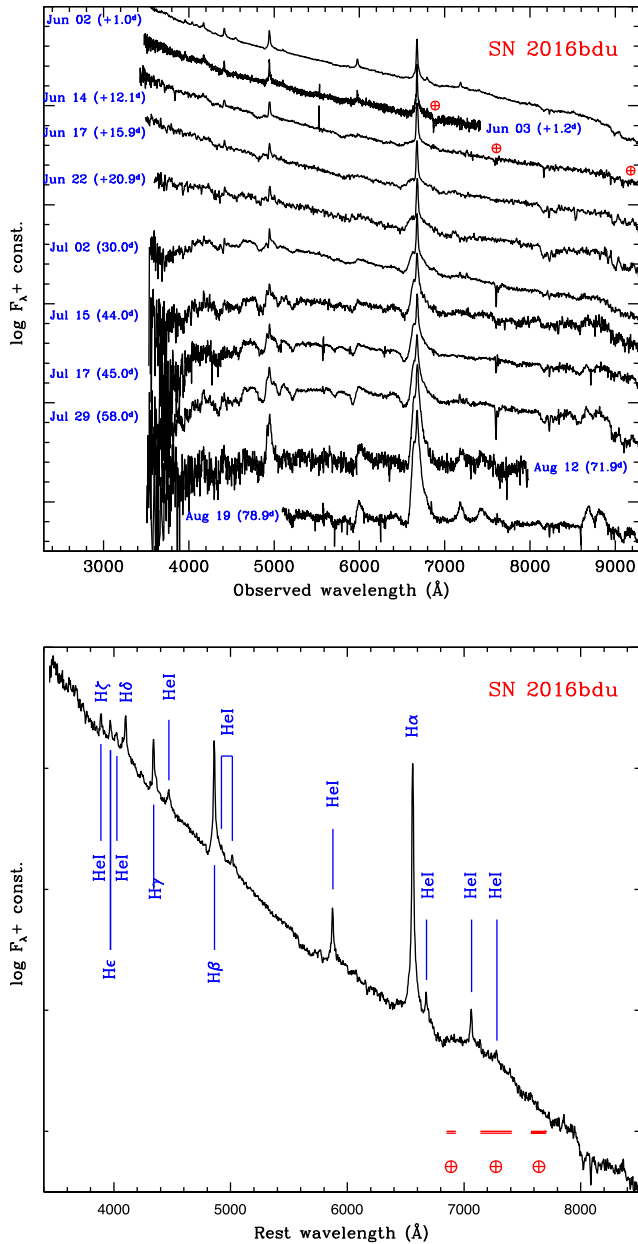 Jun 02 (+1.0ᵈ)
SN 2016bdu
Jun 14 (+12.1ᵈ)
Jun 03 (+1.2ᵈ)
Jun 17 (+15.9ᵈ)
Jun 22 (+20.9ᵈ)
Jul 02 (30.0ᵈ)
Jul 15 (44.0ᵈ)
Jul 17 (45.0ᵈ)
Jul 29 (58.0ᵈ)
Aug 12 (71.9ᵈ)
Aug 19 (78.9ᵈ)
log F_λ + const.
3000 4000 5000 6000 7000 8000 9000
Observed wavelength (Å)
SN 2016bdu
Hζ Hδ HeI HeI HeI Hα HeI HeI HeI
HeI Hϵ HeI Hγ Hβ
log F_λ + const.
4000 5000 6000 7000 8000
Rest wavelength (Å)